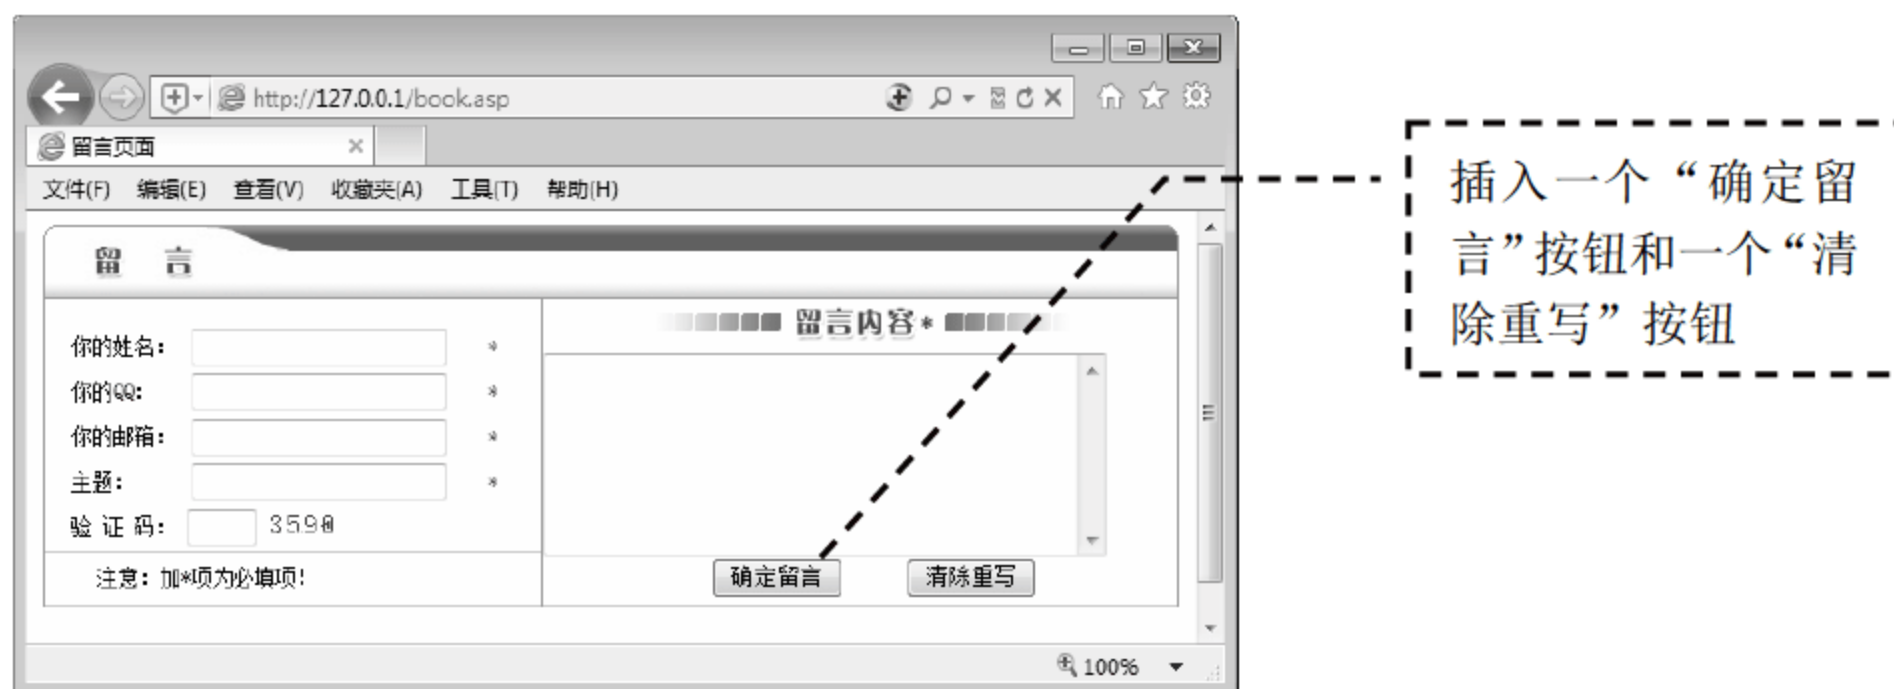 http://127.0.0.1/book.asp
留言页面
文件(F) 编辑(E) 查看(V) 收藏夹(A) 工具(T) 帮助(H)
留 言
留言内容*
你的姓名： *
你的QQ: *
你的邮箱： *
主题： *
验 证 码： 3598
注意：加*项为必填项！
确定留言 清除重写
100%
插入一个“确定留
言”按钮和一个“清
除重写”按钮